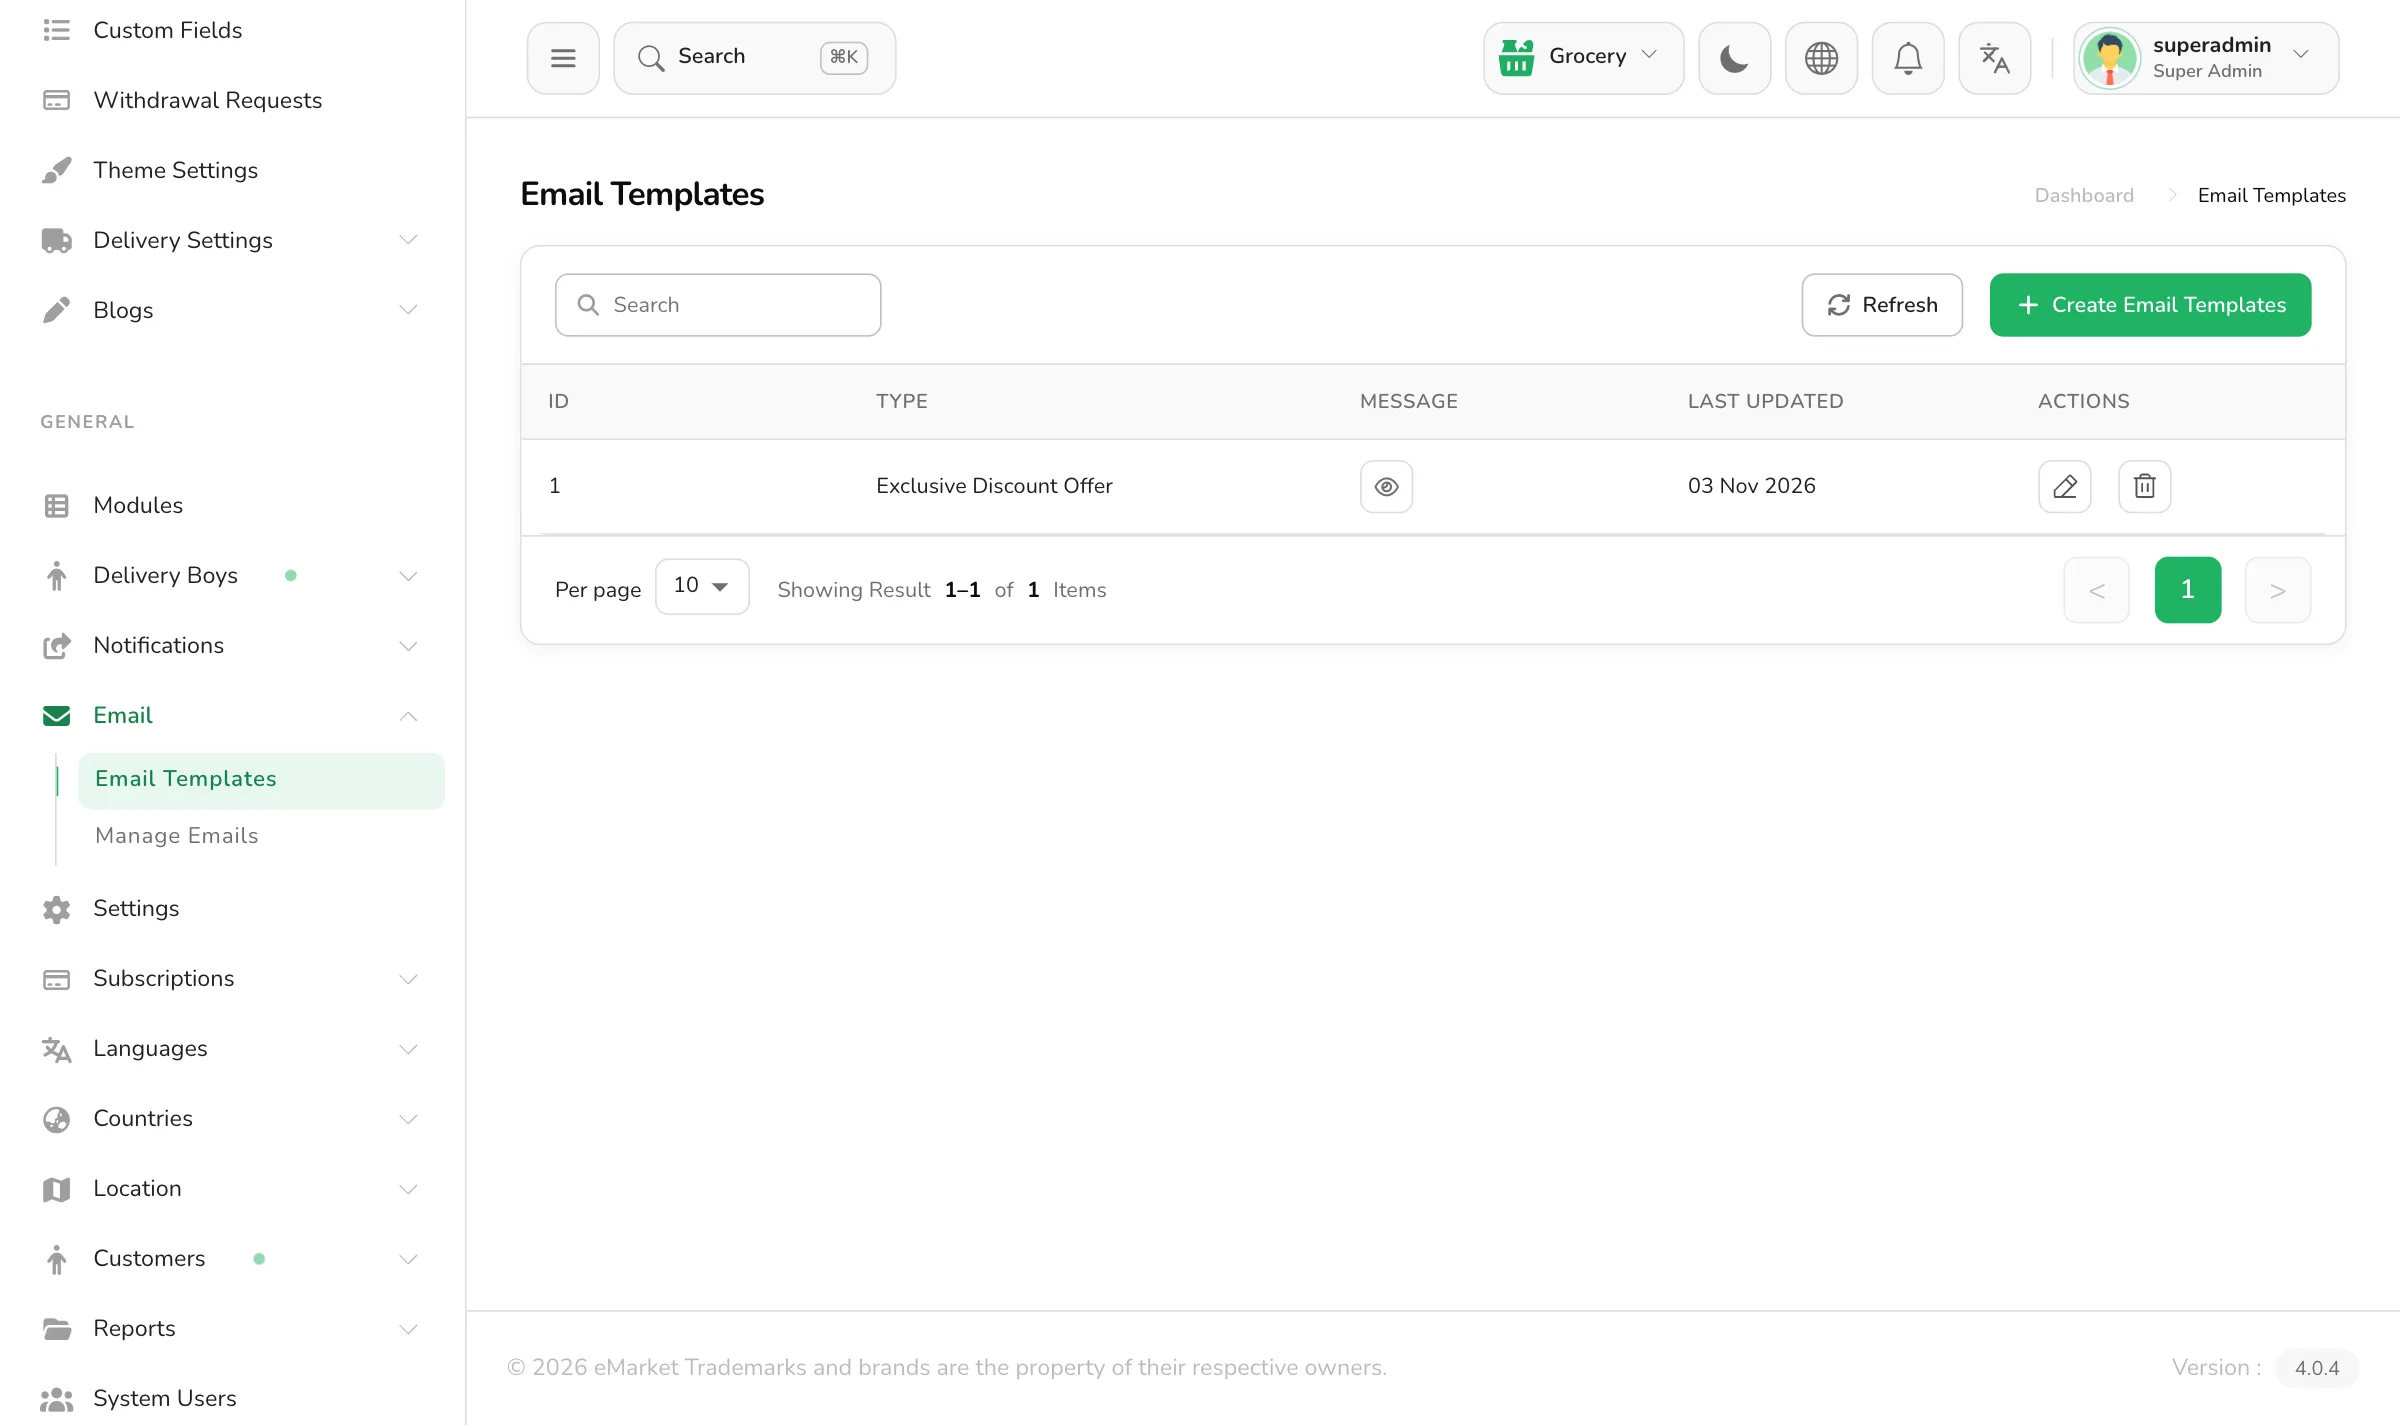 Custom Fields
Withdrawal Requests
Theme Settings
Delivery Settings
Blogs
GENERAL
Modules
Delivery Boys
Notifications
Email
Email Templates
Manage Emails
Settings
Subscriptions
Languages
Countries
Location
Customers
Reports
System Users
Search ⌘K
Grocery
superadmin
Super Admin
Email Templates
Dashboard > Email Templates
Search
Refresh
+ Create Email Templates
ID TYPE MESSAGE LAST UPDATED ACTIONS
1 Exclusive Discount Offer 03 Nov 2026
Per page 10 Showing Result 1–1 of 1 Items
< 1 >
© 2026 eMarket Trademarks and brands are the property of their respective owners.
Version : 4.0.4